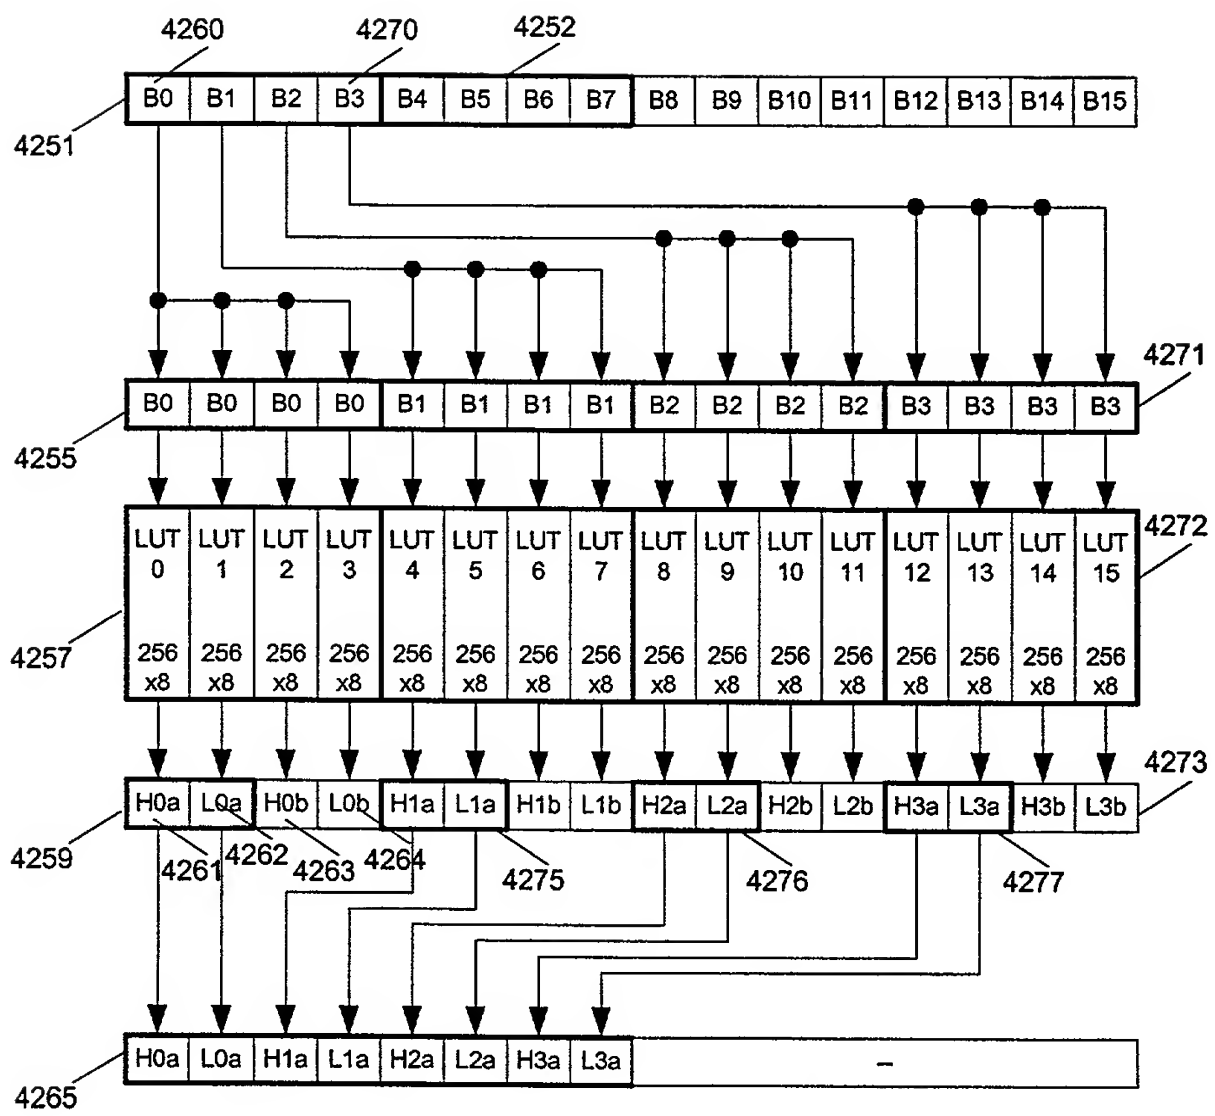 4260 4270 4252
B0 B1 B2 B3 B4 B5 B6 B7 B8 B9 B10 B11 B12 B13 B14 B15
4251
4271
B0 B0 B0 B0 B1 B1 B1 B1 B2 B2 B2 B2 B3 B3 B3 B3
4255
4272
LUT LUT LUT LUT LUT LUT LUT LUT LUT LUT LUT LUT LUT LUT LUT LUT
0 1 2 3 4 5 6 7 8 9 10 11 12 13 14 15
4257
256 256 256 256 256 256 256 256 256 256 256 256 256 256 256 256
x8 x8 x8 x8 x8 x8 x8 x8 x8 x8 x8 x8 x8 x8 x8 x8
4273
H0a L0a H0b L0b H1a L1a H1b L1b H2a L2a H2b L2b H3a L3a H3b L3b
4259 4261 4262 4263 4264 4275 4276 4277
H0a L0a H1a L1a H2a L2a H3a L3a –
4265